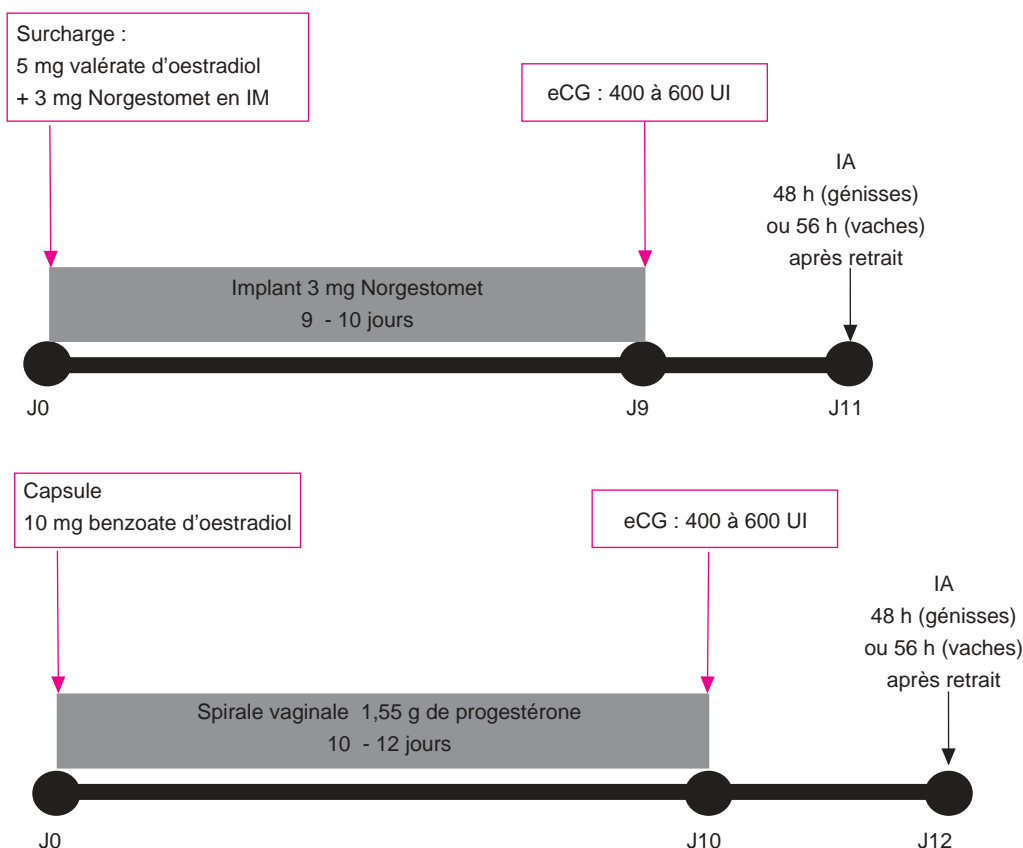 Surcharge :
5 mg valérate d'oestradiol
+ 3 mg Norgestomet en IM
eCG : 400 à 600 UI
IA
48 h (génisses)
ou 56 h (vaches)
après retrait
Implant 3 mg Norgestomet
9 - 10 jours
J0
J9
J11
Capsule
10 mg benzoate d'oestradiol
eCG : 400 à 600 UI
IA
48 h (génisses)
ou 56 h (vaches)
après retrait
Spirale vaginale 1,55 g de progestérone
10 - 12 jours
J0
J10
J12